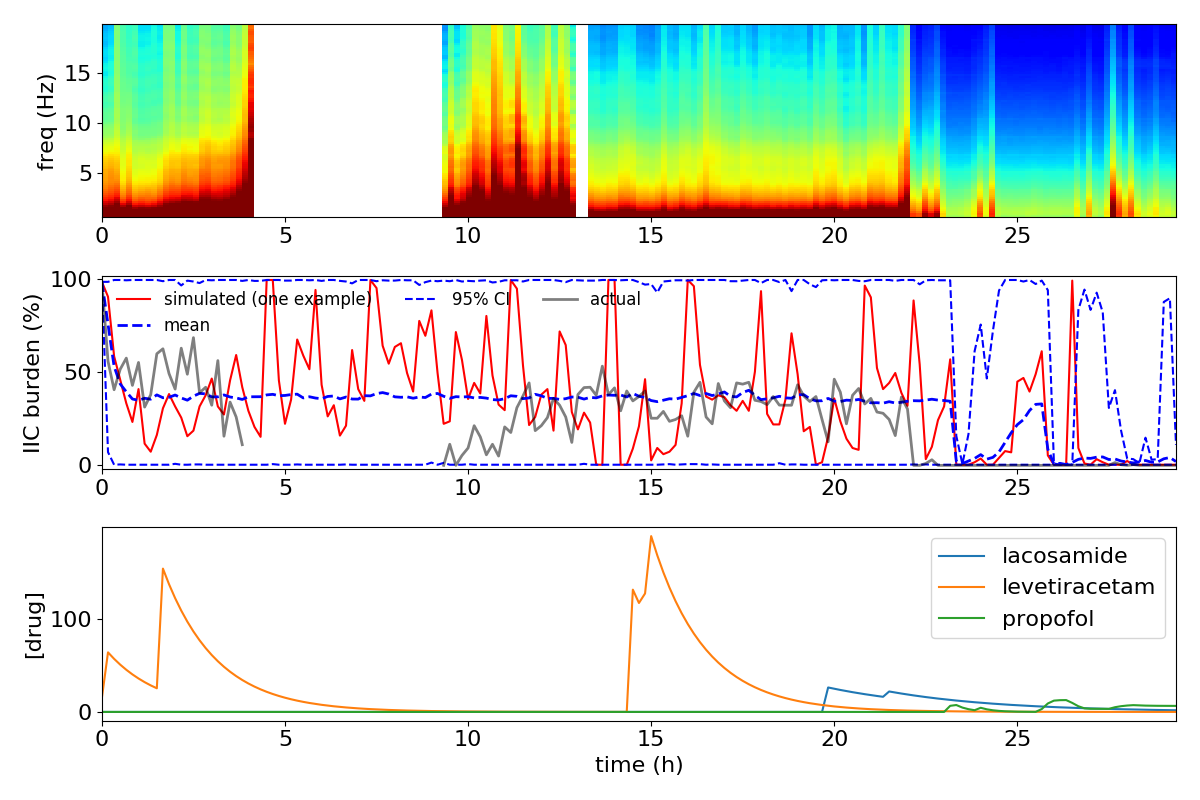 freq (Hz)
15
10
5
0 5 10 15 20 25
IIC burden (%)
100
50
0
simulated (one example) 95% CI actual
mean
0 5 10 15 20 25
[drug]
100
0
lacosamide
levetiracetam
propofol
0 5 10 15 20 25
time (h)